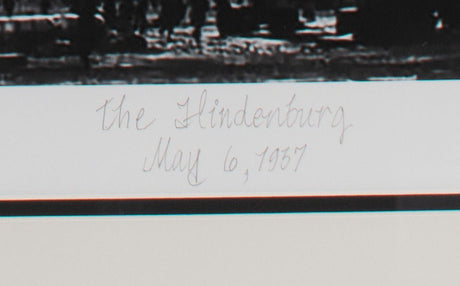 the Hindenburg
May 6, 1937